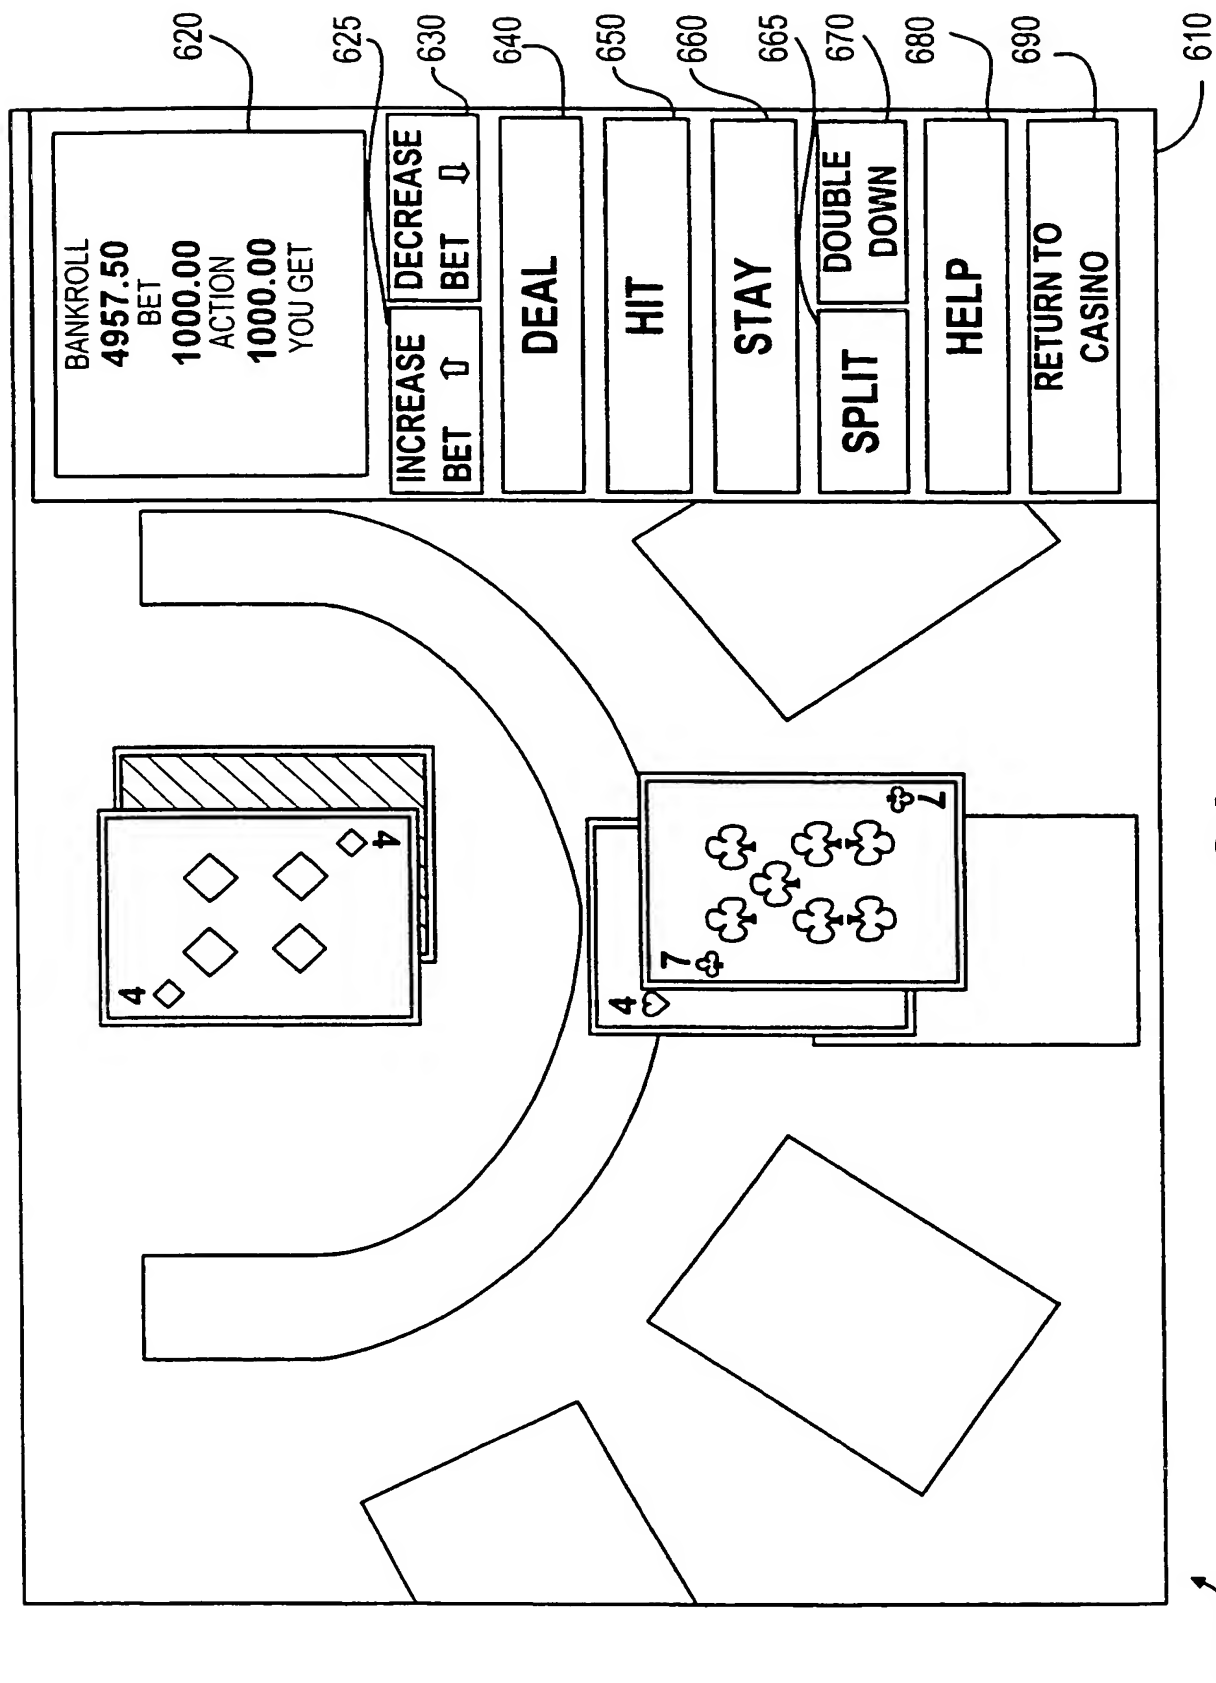 BANKROLL
4957.50
BET
1000.00
ACTION
1000.00
YOU GET
620
INCREASE
BET
DECREASE
BET
625
630
DEAL
640
HIT
650
STAY
660
SPLIT
DOUBLE
DOWN
665
670
HELP
680
RETURN TO
CASINO
690
610
4
4
4
7
7